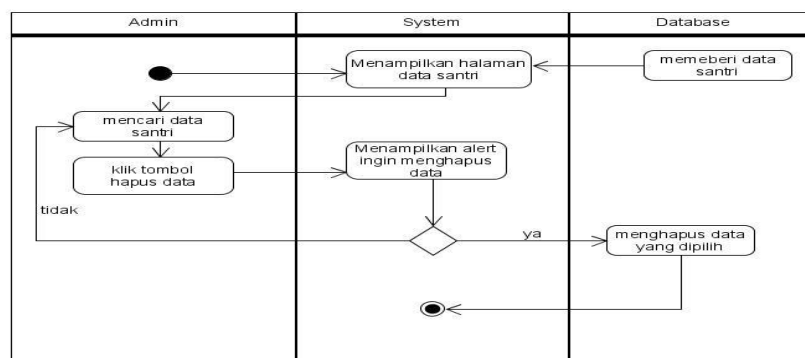 Admin
System
Database
Menampilkan halaman
data santri
memeberi data
santri
mencari data
santri
klik tombol
hapus data
Menampilkan alert
ingin menghapus
data
tidak
ya
menghapus data
yang dipilih